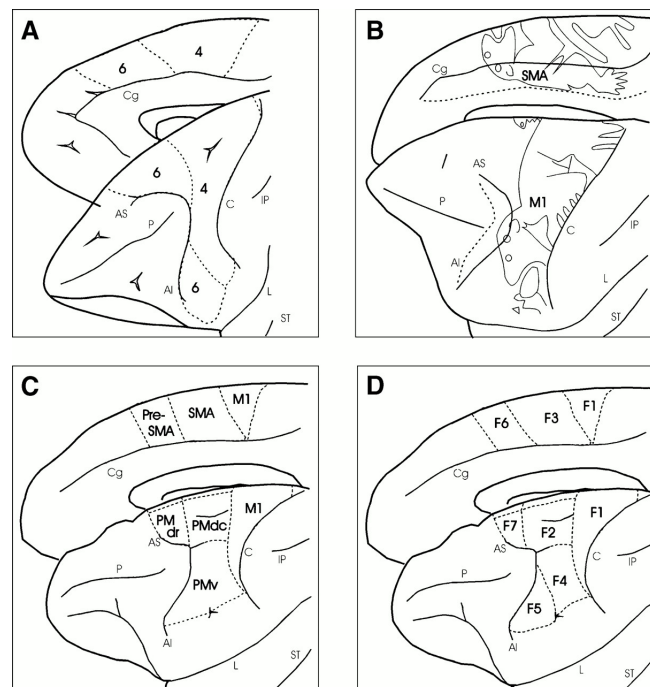 A
6
4
Cg
6
4
AS
P
C
IP
AI
6
L
ST
B
Cg
SMA
AS
P
M1
C
IP
AI
L
ST
C
Pre-
SMA
SMA
M1
Cg
PM
dr
PMdc
M1
AS
C
IP
P
PMv
AI
L
ST
D
F6
F3
F1
Cg
F7
F2
F1
AS
C
IP
P
F4
F5
AI
L
ST